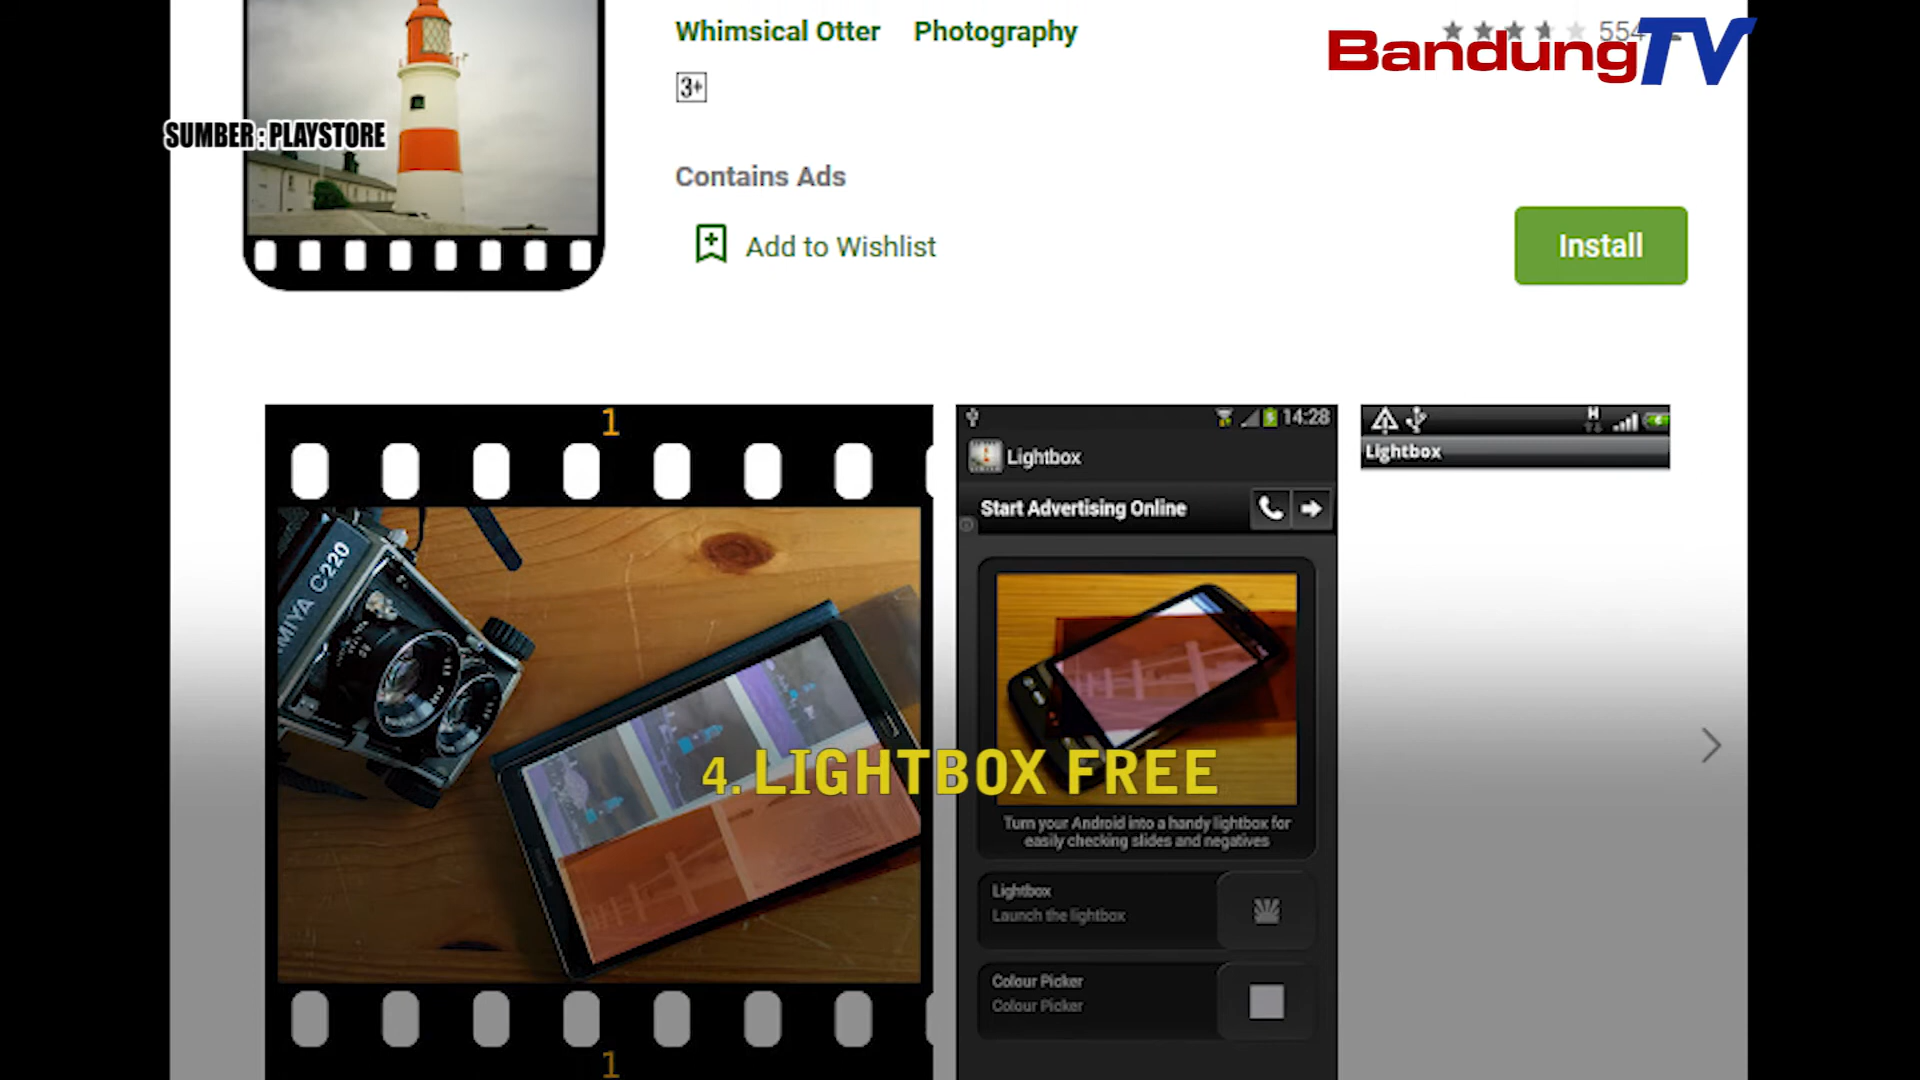 Whimsical Otter Photography
554
BandungTV
3+
SUMBER : PLAYSTORE
Contains Ads
Add to Wishlist
Install
1
14:28
H
Lightbox
Lightbox
Start Advertising Online
C220
4. LIGHTBOX FREE
Turn your Android into a handy lightbox for
easily checking slides and negatives
Lightbox
Launch the lightbox
Colour Picker
Colour Picker
1